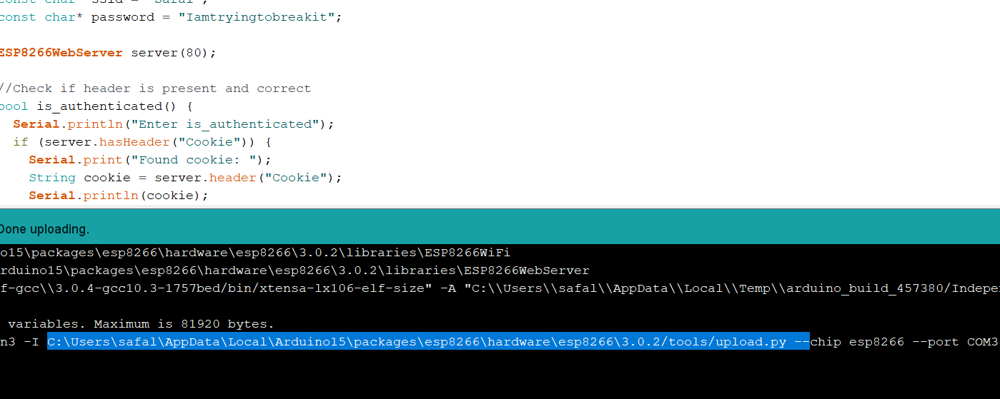 const char* ssid = "Safal";
const char* password = "Iamtryingtobreakit";
ESP8266WebServer server(80);
//Check if header is present and correct
bool is_authenticated() {
Serial.println("Enter is_authenticated");
if (server.hasHeader("Cookie")) {
Serial.print("Found cookie: ");
String cookie = server.header("Cookie");
Serial.println(cookie);
Done uploading.
o15\packages\esp8266\hardware\esp8266\3.0.2\libraries\ESP8266WiFi
rduino15\packages\esp8266\hardware\esp8266\3.0.2\libraries\ESP8266WebServer
f-gcc\\3.0.4-gcc10.3-1757bed/bin/xtensa-lx106-elf-size" -A "C:\\Users\\safal\\AppData\\Local\\Temp\\arduino_build_457380/Indepe
variables. Maximum is 81920 bytes.
n3 -I C:\Users\safal\AppData\Local\Arduino15\packages\esp8266\hardware\esp8266\3.0.2/tools/upload.py --chip esp8266 --port COM3